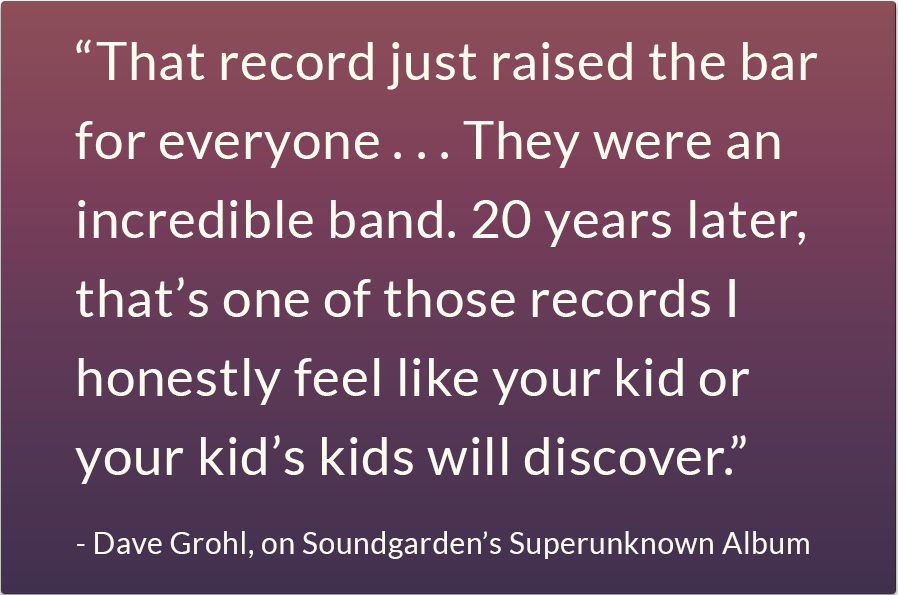 “That record just raised the bar
for everyone . . . They were an
incredible band. 20 years later,
that’s one of those records I
honestly feel like your kid or
your kid’s kids will discover.”
- Dave Grohl, on Soundgarden’s Superunknown Album